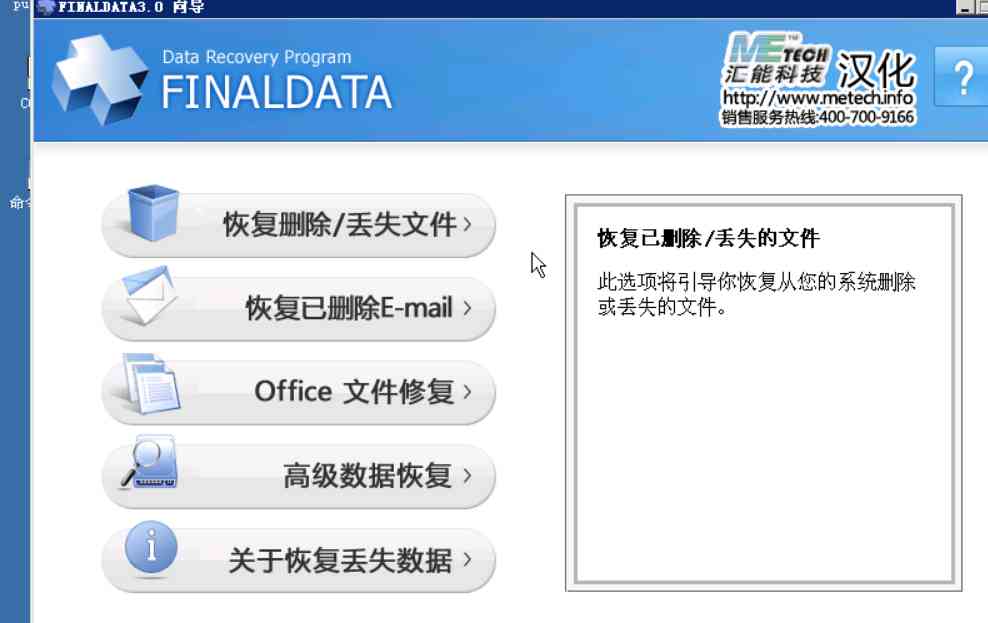 FINALDATA3.0 向导
Data Recovery Program
FINALDATA
METECH
汇能科技 汉化
http://www.metech.info
销售服务热线:400-700-9166
?
恢复删除/丢失文件 >
恢复已删除E-mail >
Office 文件修复 >
高级数据恢复 >
关于恢复丢失数据 >
恢复已删除/丢失的文件
此选项将引导你恢复从您的系统删除
或丢失的文件。